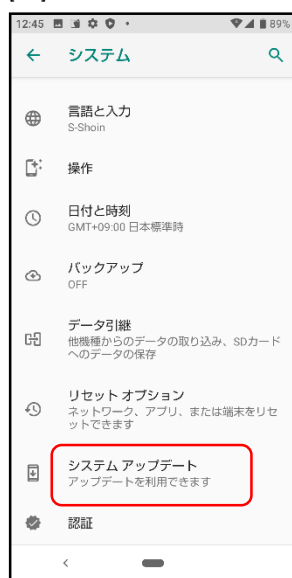 12:45
89%
システム
言語と入力
S-Shoin
操作
日付と時刻
GMT+09:00 日本標準時
バックアップ
OFF
データ引継
他機種からのデータの取り込み、SDカード
へのデータの保存
リセット オプション
ネットワーク、アプリ、または端末をリセ
ットできます
システム アップデート
アップデートを利用できます
認証